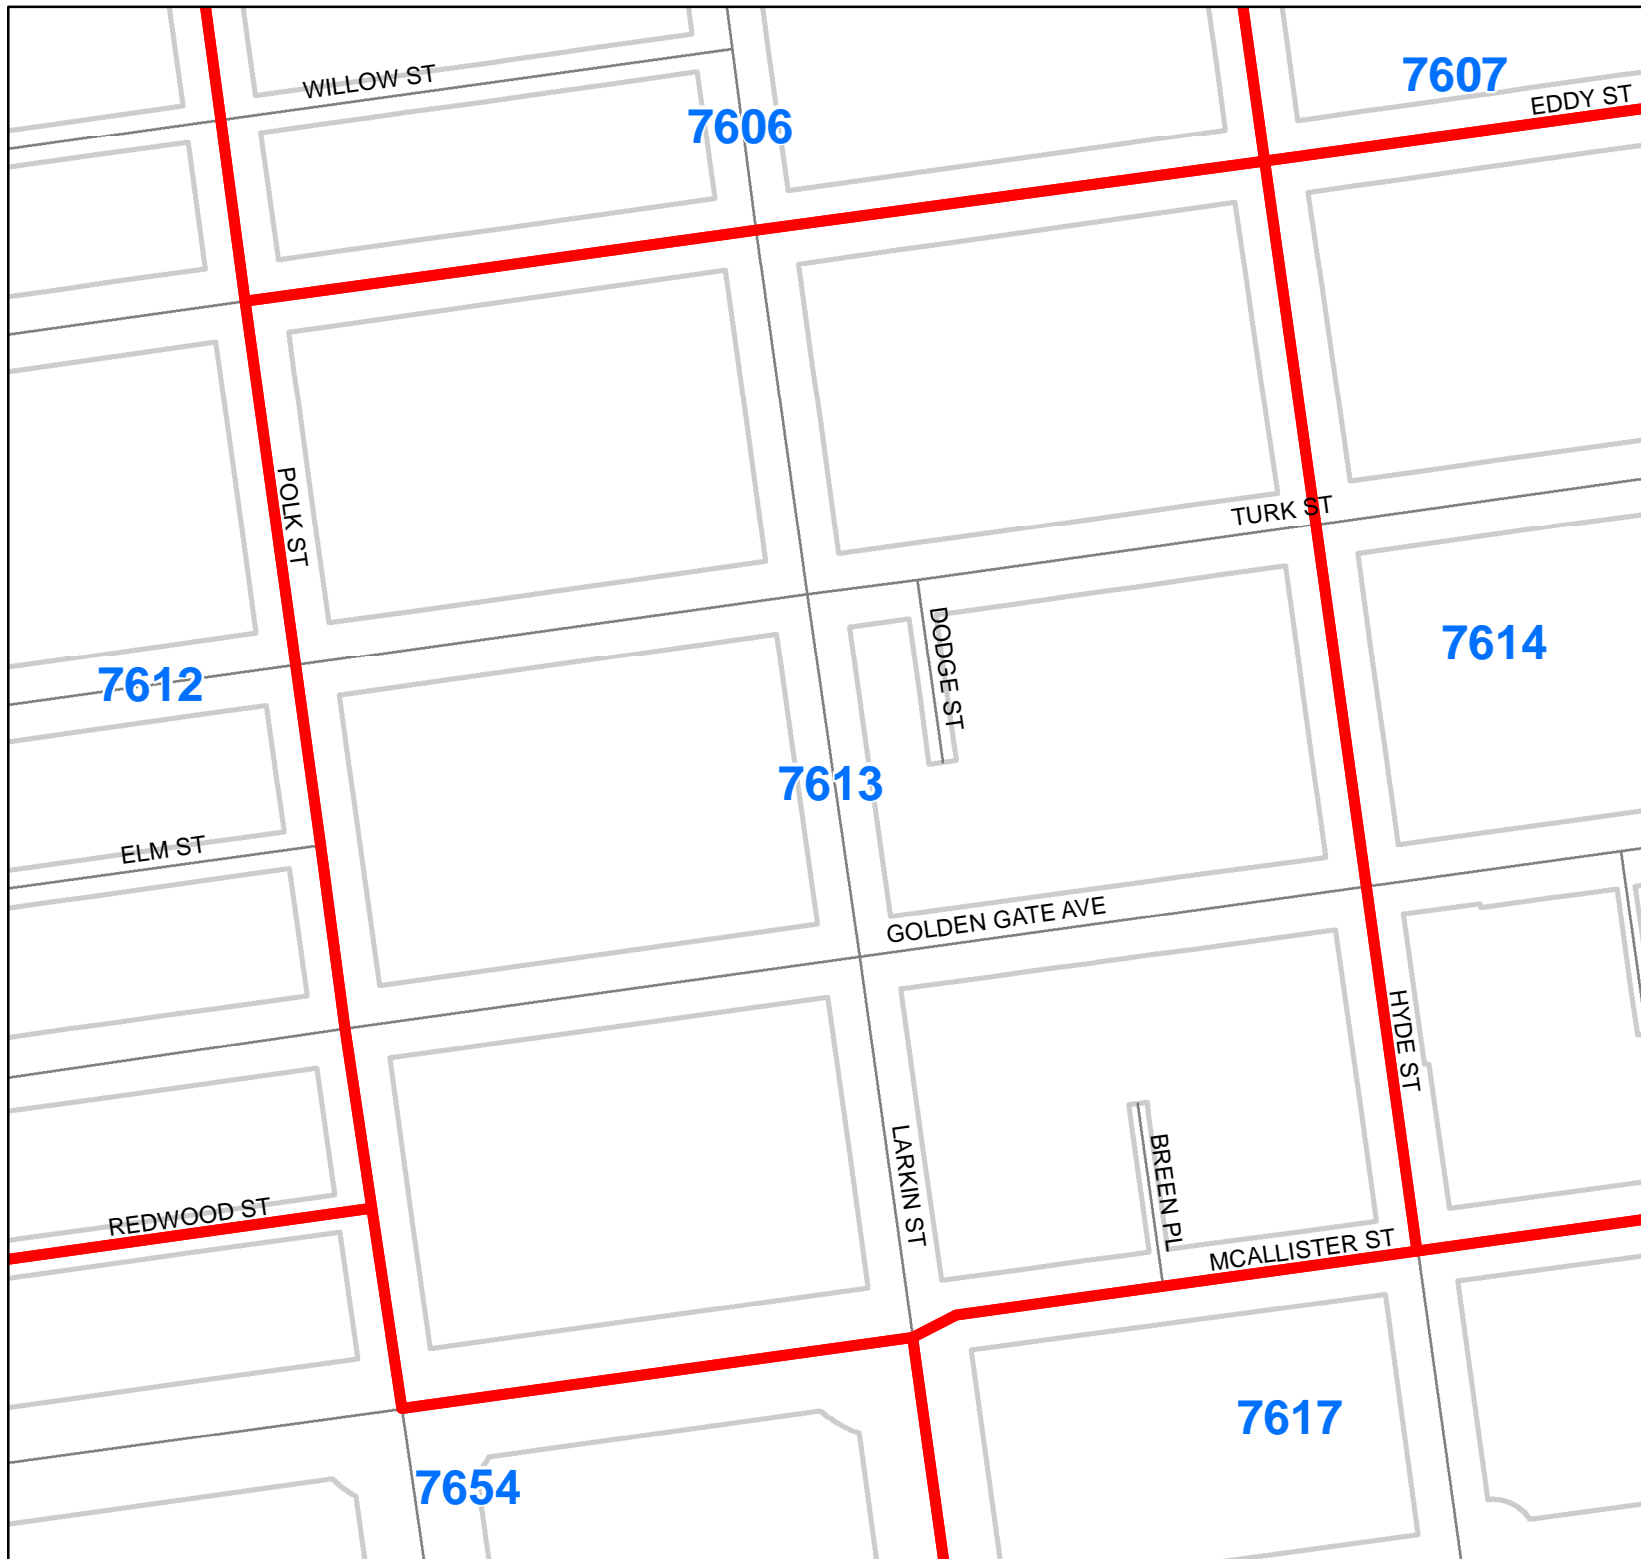 7607
WILLOW ST
EDDY ST
7606
POLK ST
TURK ST
DODGE ST
7614
7612
7613
ELM ST
GOLDEN GATE AVE
HYDE ST
LARKIN ST
BREEN PL
REDWOOD ST
MCALLISTER ST
7617
7654